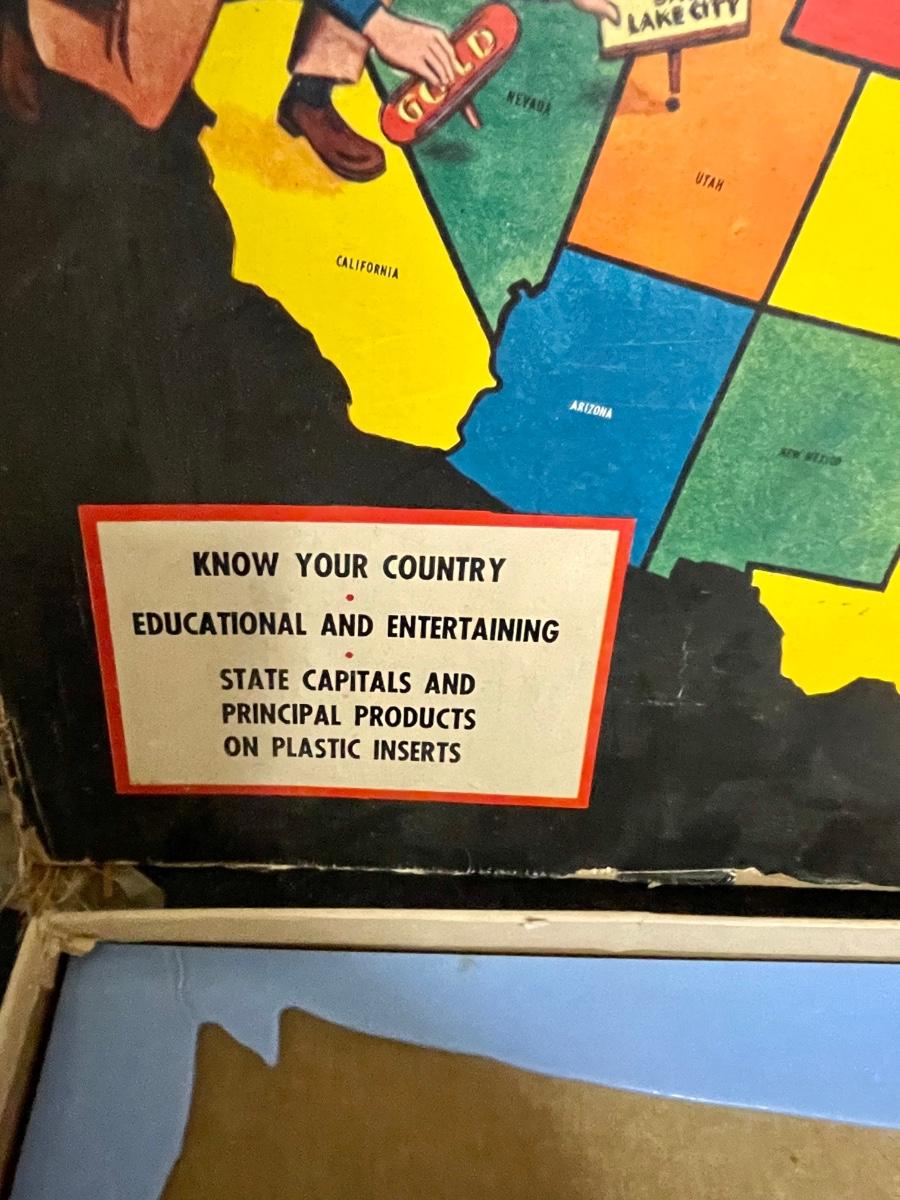 LAKE CITY
GOLD
NEVADA
UTAH
CALIFORNIA
ARIZONA
NEW MEXICO
KNOW YOUR COUNTRY
•
EDUCATIONAL AND ENTERTAINING
•
STATE CAPITALS AND
PRINCIPAL PRODUCTS
ON PLASTIC INSERTS